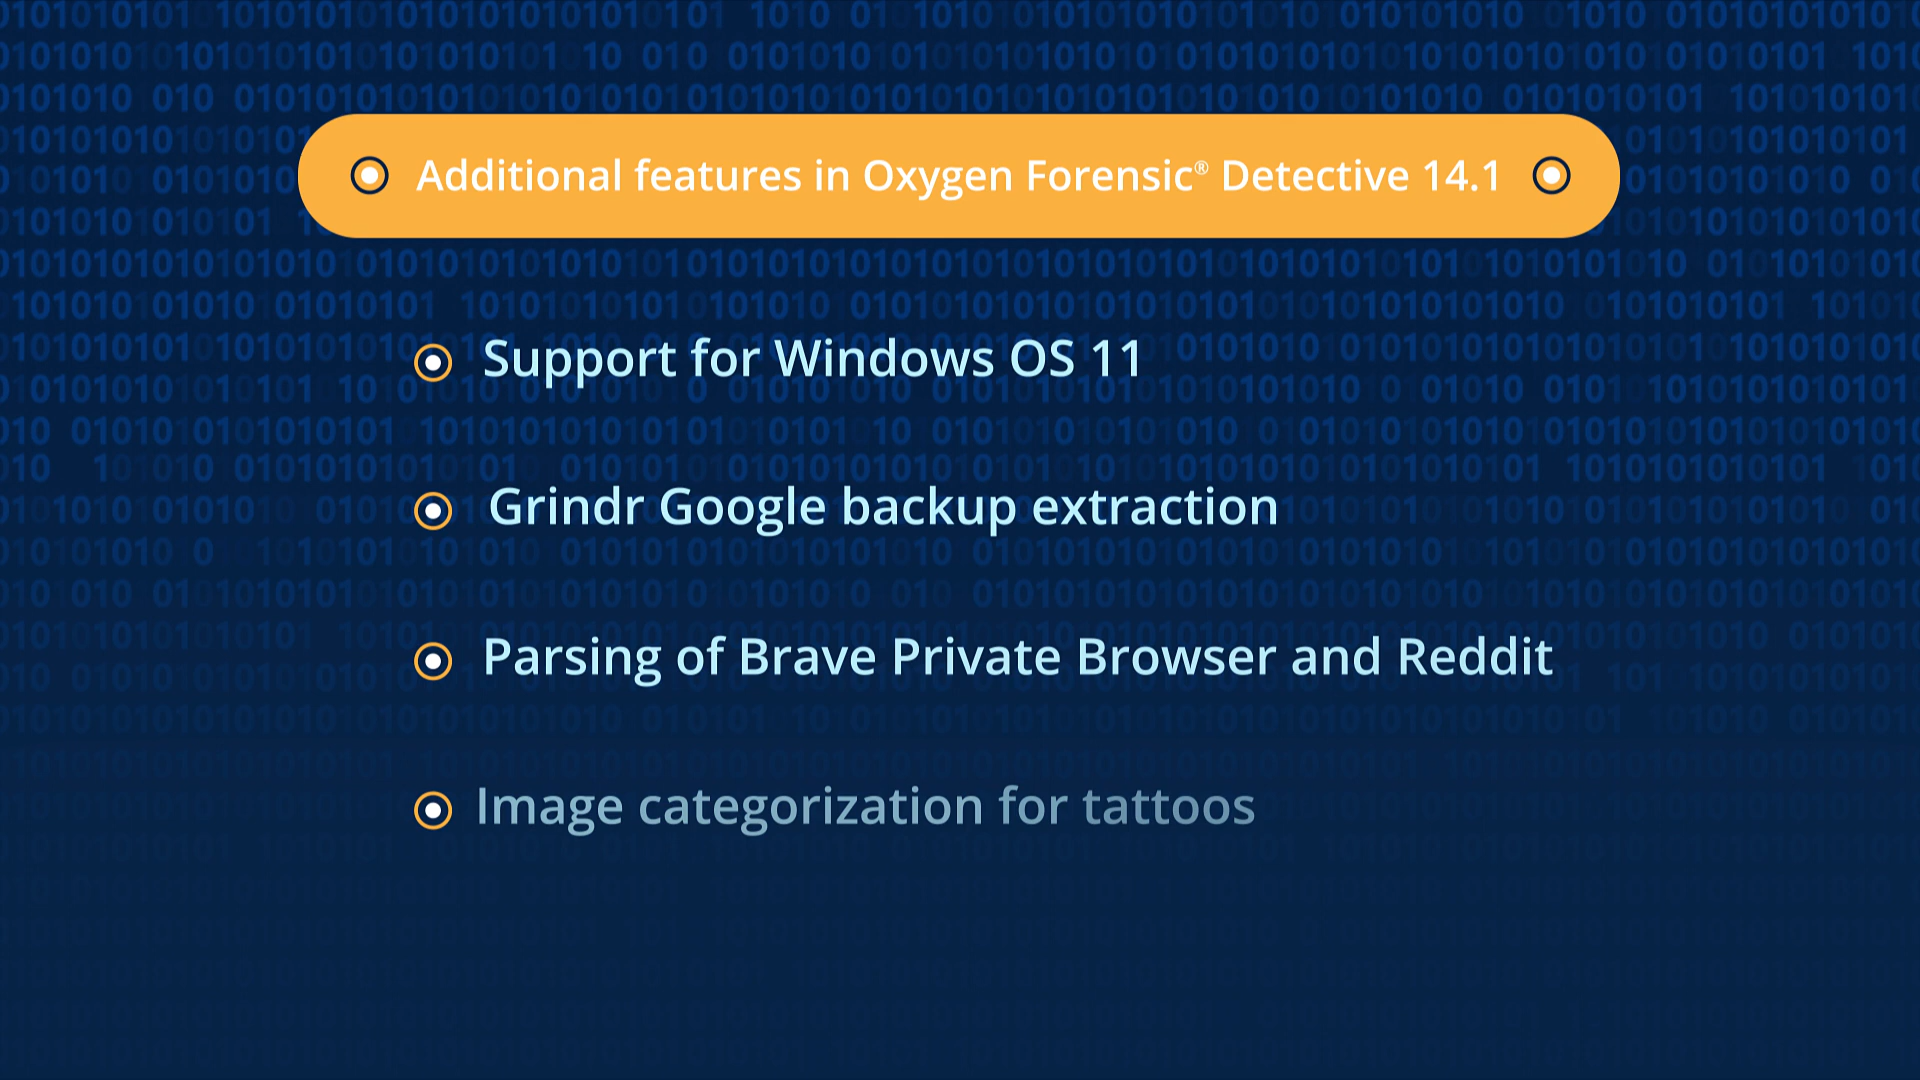 Additional features in Oxygen Forensic® Detective 14.1
Support for Windows OS 11
Grindr Google backup extraction
Parsing of Brave Private Browser and Reddit
Image categorization for tattoos